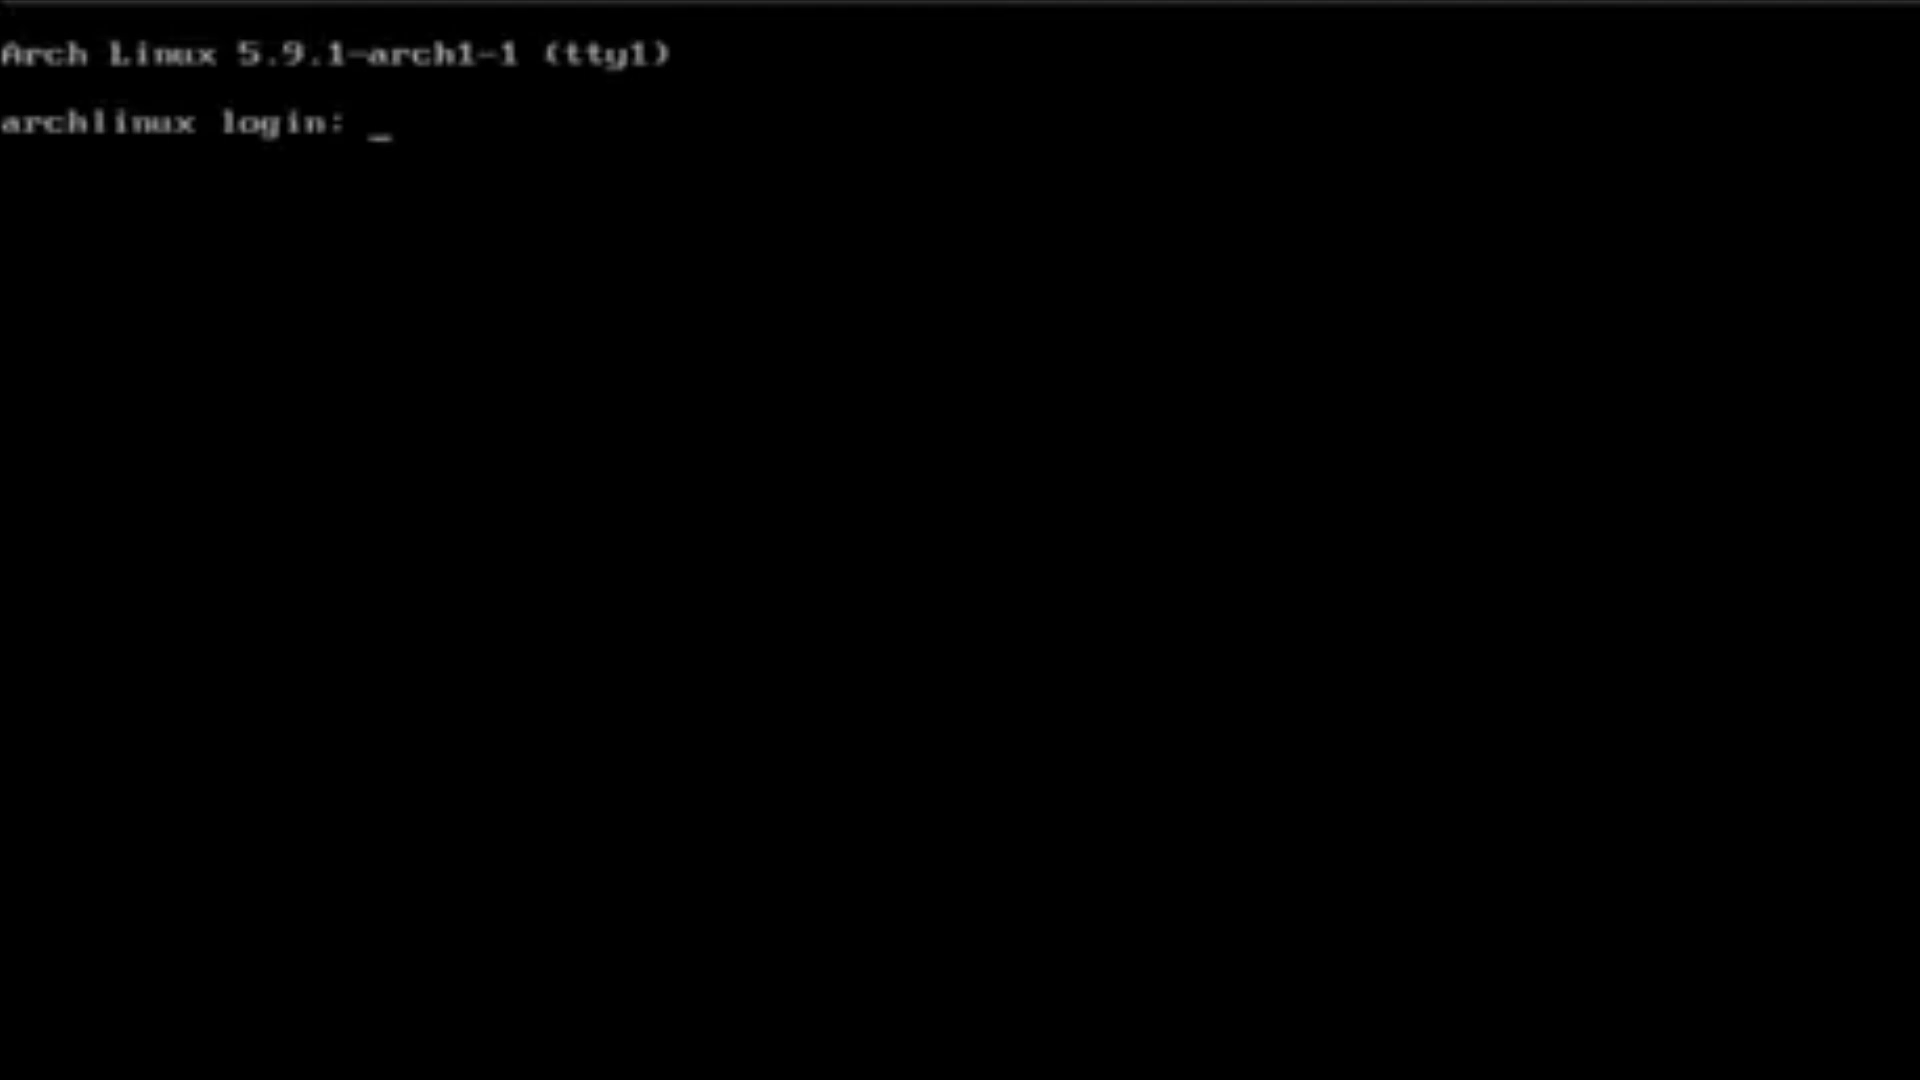 Arch Linux 5.9.1-arch1-1 (tty1)
archlinux login: _